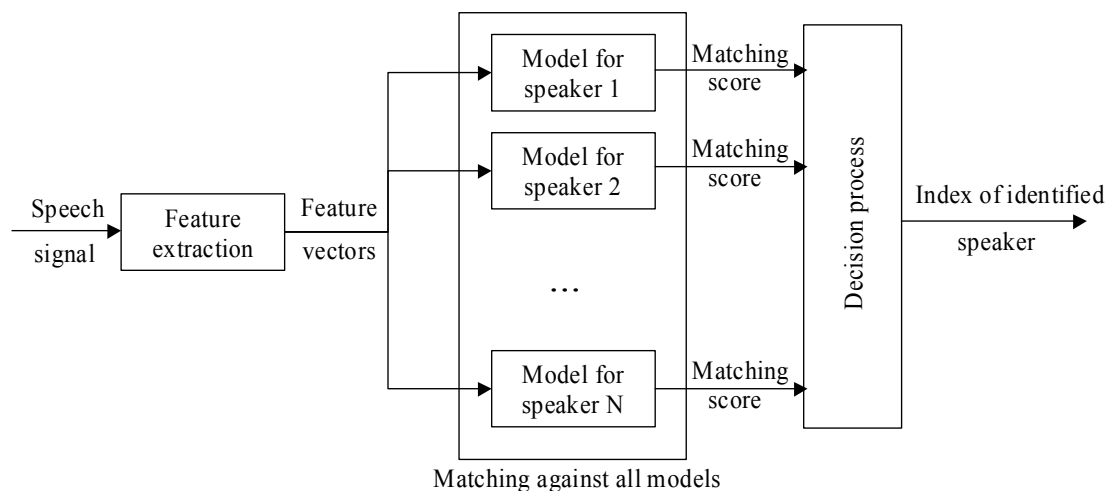 Speech
signal
Feature
extraction
Feature
vectors
Model for
speaker 1
Model for
speaker 2
...
Model for
speaker N
Matching against all models
Matching
score
Matching
score
Matching
score
Decision process
Index of identified
speaker